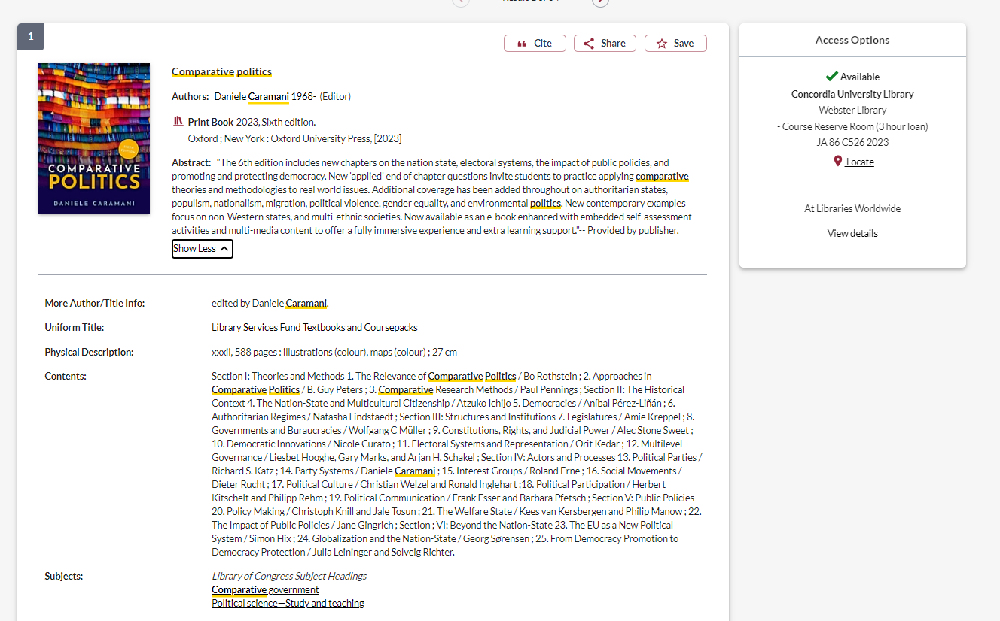 1
Cite
Share
Save
COMPARATIVE
POLITICS
DANIELE CARAMANI
Comparative politics
Authors: Daniele Caramani 1968- (Editor)
Print Book 2023, Sixth edition.
Oxford ; New York : Oxford University Press, [2023]
Abstract: "The 6th edition includes new chapters on the nation state, electoral systems, the impact of public policies, and
promoting and protecting democracy. New 'applied' end of chapter questions invite students to practice applying comparative
theories and methodologies to real world issues. Additional coverage has been added throughout on authoritarian states,
populism, nationalism, migration, political violence, gender equality, and environmental politics. New contemporary examples
focus on non-Western states, and multi-ethnic societies. Now available as an e-book enhanced with embedded self-assessment
activities and multi-media content to offer a fully immersive experience and extra learning support."-- Provided by publisher.
Show Less
More Author/Title Info: edited by Daniele Caramani.
Uniform Title: Library Services Fund Textbooks and Coursepacks
Physical Description: xxxii, 588 pages : illustrations (colour), maps (colour) ; 27 cm
Contents: Section I: Theories and Methods 1. The Relevance of Comparative Politics / Bo Rothstein ; 2. Approaches in
Comparative Politics / B. Guy Peters ; 3. Comparative Research Methods / Paul Pennings ; Section II: The Historical
Context 4. The Nation-State and Multicultural Citizenship / Atzuko Ichijo 5. Democracies / Aníbal Pérez-Liñán ; 6.
Authoritarian Regimes / Natasha Lindstaedt ; Section III: Structures and Institutions 7. Legislatures / Amie Kreppel ; 8.
Governments and Buraucracies / Wolfgang C Müller ; 9. Constitutions, Rights, and Judicial Power / Alec Stone Sweet ;
10. Democratic Innovations / Nicole Curato ; 11. Electoral Systems and Representation / Orit Kedar ; 12. Multilevel
Governance / Liesbet Hooghe, Gary Marks, and Arjan H. Schakel ; Section IV: Actors and Processes 13. Political Parties /
Richard S. Katz ; 14. Party Systems / Daniele Caramani ; 15. Interest Groups / Roland Erne ; 16. Social Movements /
Dieter Rucht ; 17. Political Culture / Christian Welzel and Ronald Inglehart ;18. Political Participation / Herbert
Kitschelt and Philipp Rehm ; 19. Political Communication / Frank Esser and Barbara Pfetsch ; Section V: Public Policies
20. Policy Making / Christoph Knill and Jale Tosun ; 21. The Welfare State / Kees van Kersbergen and Philip Manow ; 22.
The Impact of Public Policies / Jane Gingrich ; Section ; VI: Beyond the Nation-State 23. The EU as a New Political
System / Simon Hix ; 24. Globalization and the Nation-State / Georg Sørensen ; 25. From Democracy Promotion to
Democracy Protection / Julia Leininger and Solveig Richter.
Subjects: Library of Congress Subject Headings
Comparative government
Political science—Study and teaching
Access Options
Available
Concordia University Library
Webster Library
- Course Reserve Room (3 hour loan)
JA 86 C526 2023
Locate
At Libraries Worldwide
View details